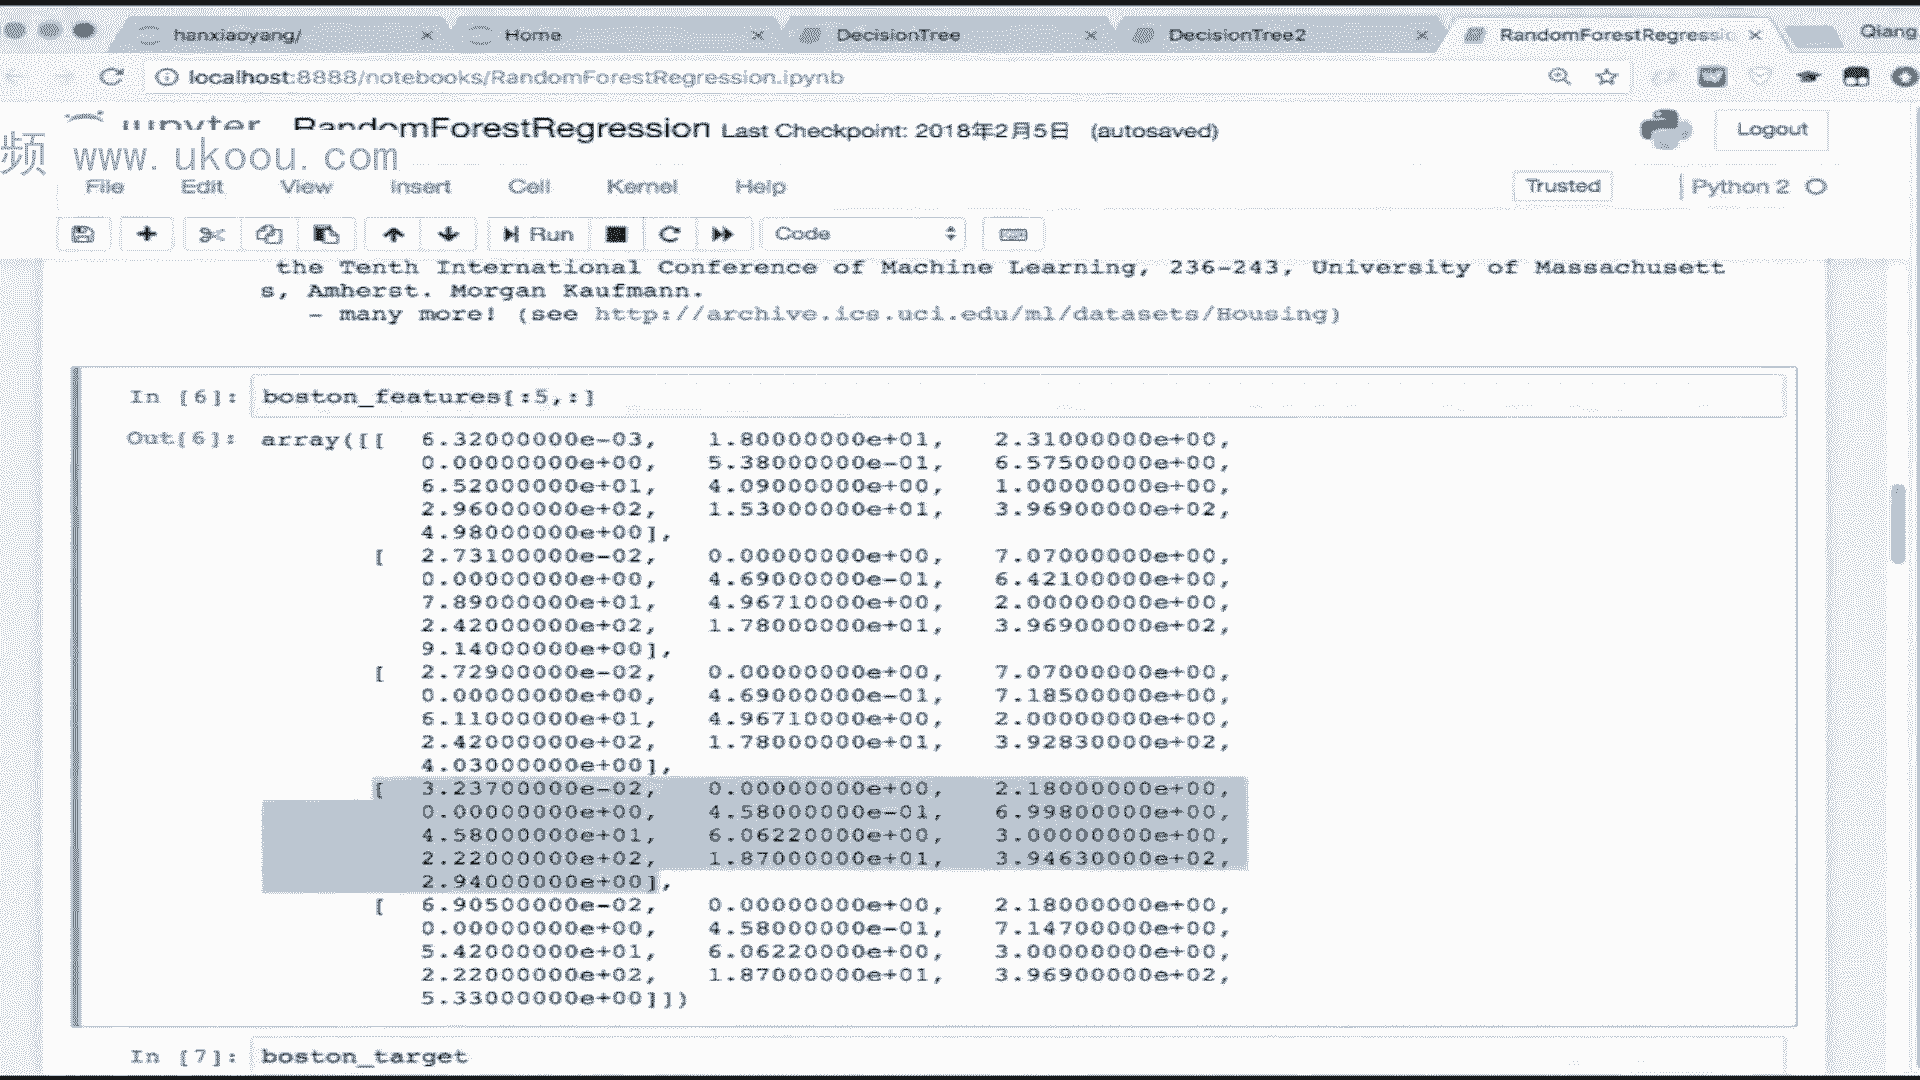 hanxiaoyang/ × Home × DecisionTree × DecisionTree2 × RandomForestRegressio × Qiang
localhost:8888/notebooks/RandomForestRegression.ipynb
jupyter RandomForestRegression Last Checkpoint: 2018年2月5日 (autosaved) Logout
频 www.ukoou.com
File Edit View Insert Cell Kernel Help Trusted Python 2
Run Code
the Tenth International Conference of Machine Learning, 236-243, University of Massachusett
s, Amherst. Morgan Kaufmann.
- many more! (see http://archive.ics.uci.edu/ml/datasets/Housing)
In [6]: boston_features[:5,:]
Out[6]: array([[ 6.32000000e-03, 1.80000000e+01, 2.31000000e+00,
0.00000000e+00, 5.38000000e-01, 6.57500000e+00,
6.52000000e+01, 4.09000000e+00, 1.00000000e+00,
2.96000000e+02, 1.53000000e+01, 3.96900000e+02,
4.98000000e+00],
[ 2.73100000e-02, 0.00000000e+00, 7.07000000e+00,
0.00000000e+00, 4.69000000e-01, 6.42100000e+00,
7.89000000e+01, 4.96710000e+00, 2.00000000e+00,
2.42000000e+02, 1.78000000e+01, 3.96900000e+02,
9.14000000e+00],
[ 2.72900000e-02, 0.00000000e+00, 7.07000000e+00,
0.00000000e+00, 4.69000000e-01, 7.18500000e+00,
6.11000000e+01, 4.96710000e+00, 2.00000000e+00,
2.42000000e+02, 1.78000000e+01, 3.92830000e+02,
4.03000000e+00],
[ 3.23700000e-02, 0.00000000e+00, 2.18000000e+00,
0.00000000e+00, 4.58000000e-01, 6.99800000e+00,
4.58000000e+01, 6.06220000e+00, 3.00000000e+00,
2.22000000e+02, 1.87000000e+01, 3.94630000e+02,
2.94000000e+00],
[ 6.90500000e-02, 0.00000000e+00, 2.18000000e+00,
0.00000000e+00, 4.58000000e-01, 7.14700000e+00,
5.42000000e+01, 6.06220000e+00, 3.00000000e+00,
2.22000000e+02, 1.87000000e+01, 3.96900000e+02,
5.33000000e+00]])
In [7]: boston_target